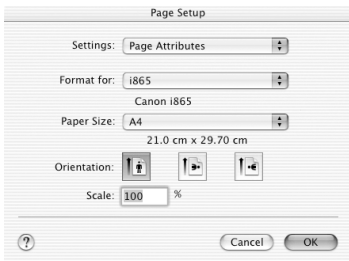 Page Setup
Settings: Page Attributes
Format for: i865
Canon i865
Paper Size: A4
21.0 cm x 29.70 cm
Orientation:
Scale: 100 %
? Cancel OK